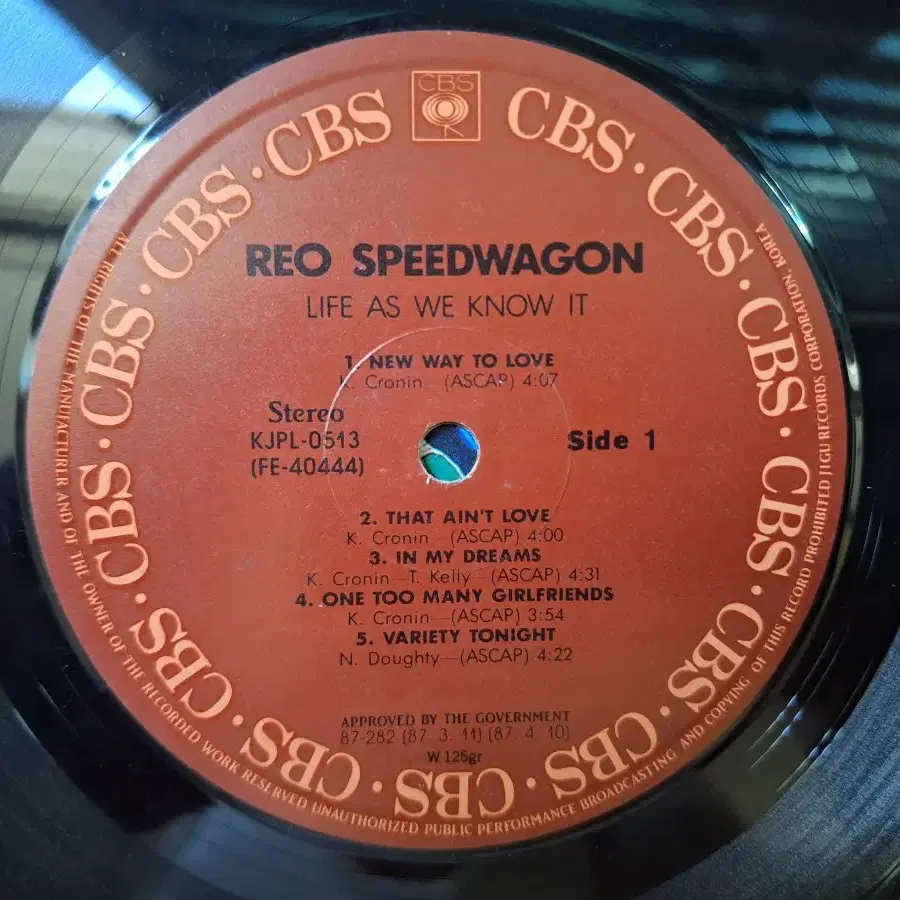 CBS
CBS · CBS · CBS · CBS · CBS · CBS · CBS · CBS · CBS · CBS · CBS · CBS · CBS
REO SPEEDWAGON
LIFE AS WE KNOW IT
1. NEW WAY TO LOVE
K. Cronin (ASCAP) 4:07
Stereo
KJPL-0513
(FE-40444)
Side 1
2. THAT AIN'T LOVE
K. Cronin—(ASCAP) 4:00
3. IN MY DREAMS
K. Cronin—T. Kelly—(ASCAP) 4:31
4. ONE TOO MANY GIRLFRIENDS
K. Cronin—(ASCAP) 3:54
5. VARIETY TONIGHT
N. Doughty—(ASCAP) 4:22
APPROVED BY THE GOVERNMENT
87-282 (87. 3. 11) (87. 4. 10)
W 125gr
ALL RIGHTS OF THE MANUFACTURER AND OF THE OWNER OF THE RECORDED WORK RESERVED UNAUTHORIZED PUBLIC PERFORMANCE BROADCASTING AND COPYING OF THIS RECORD PROHIBITED JIGU RECORDS CORPORATION, KOREA